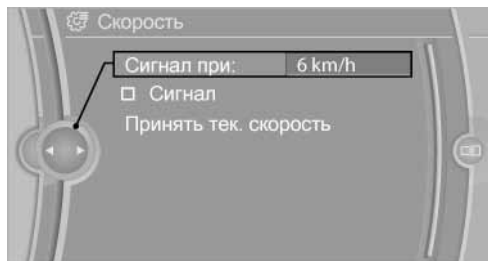 Скорость
Сигнал при: 6 km/h
Сигнал
Принять тек. скорость